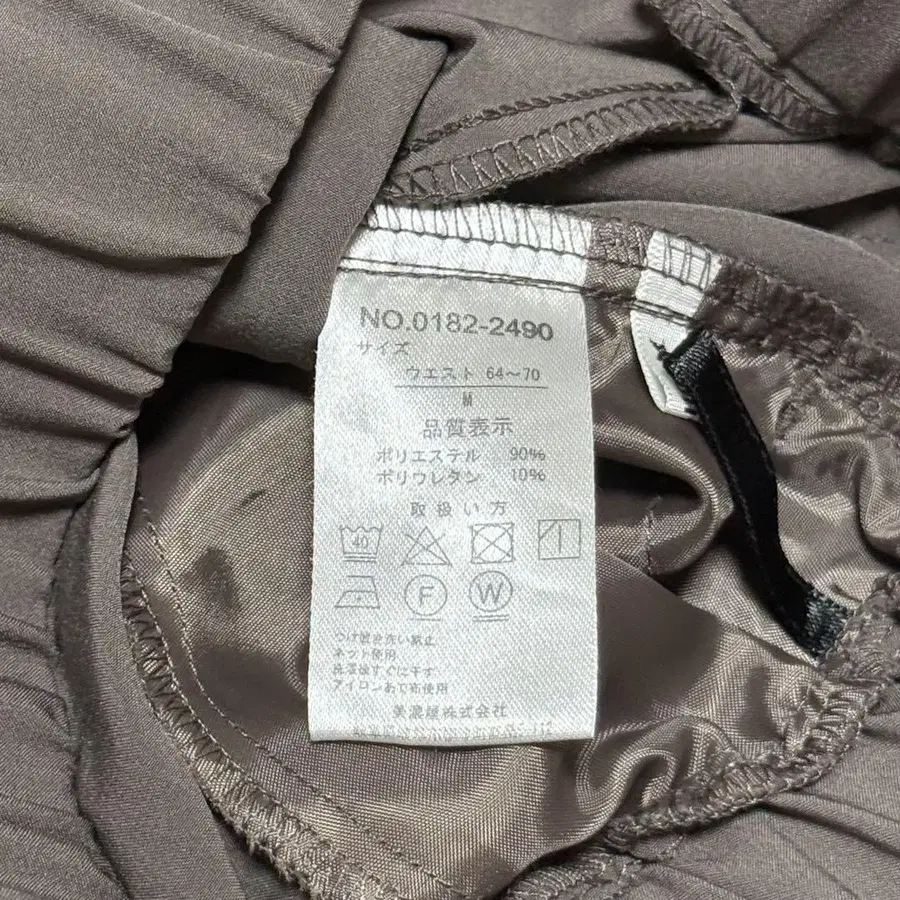 NO.0182-2490
サイズ
ウエスト 64〜70
M
品質表示
ポリエステル 90%
ポリウレタン 10%
取扱い方
40
F W
つけ置き洗い禁止
ネット使用
洗濯後すぐに干す
アイロンあて布使用
美濃屋株式会社